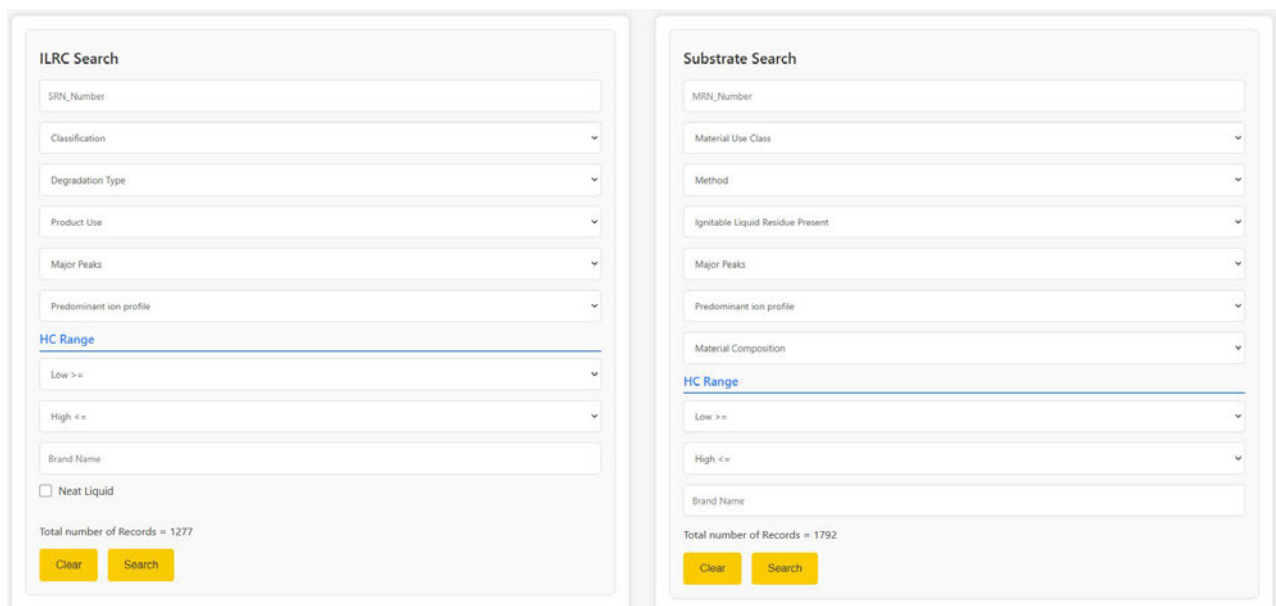 ILRC Search
SRN_Number
Classification
Degradation Type
Product Use
Major Peaks
Predominant ion profile
HC Range
Low >=
High <=
Brand Name
Neat Liquid
Total number of Records = 1277
Clear
Search
Substrate Search
MRN_Number
Material Use Class
Method
Ignitable Liquid Residue Present
Major Peaks
Predominant ion profile
Material Composition
HC Range
Low >=
High <=
Brand Name
Total number of Records = 1792
Clear
Search